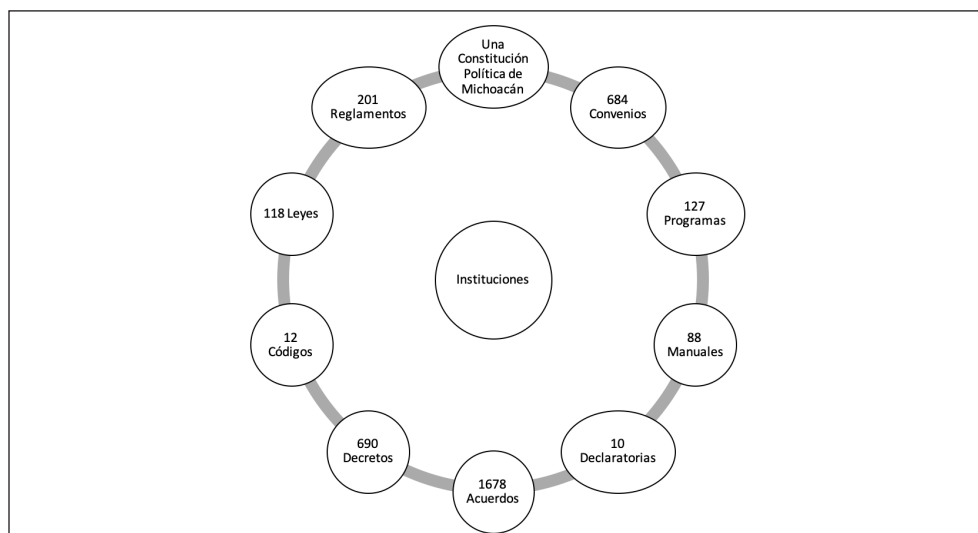 Una
Constitución
Política de
Michoacán
684
Convenios
127
Programas
88
Manuales
10
Declaratorias
1678
Acuerdos
690
Decretos
12
Códigos
118 Leyes
201
Reglamentos
Instituciones